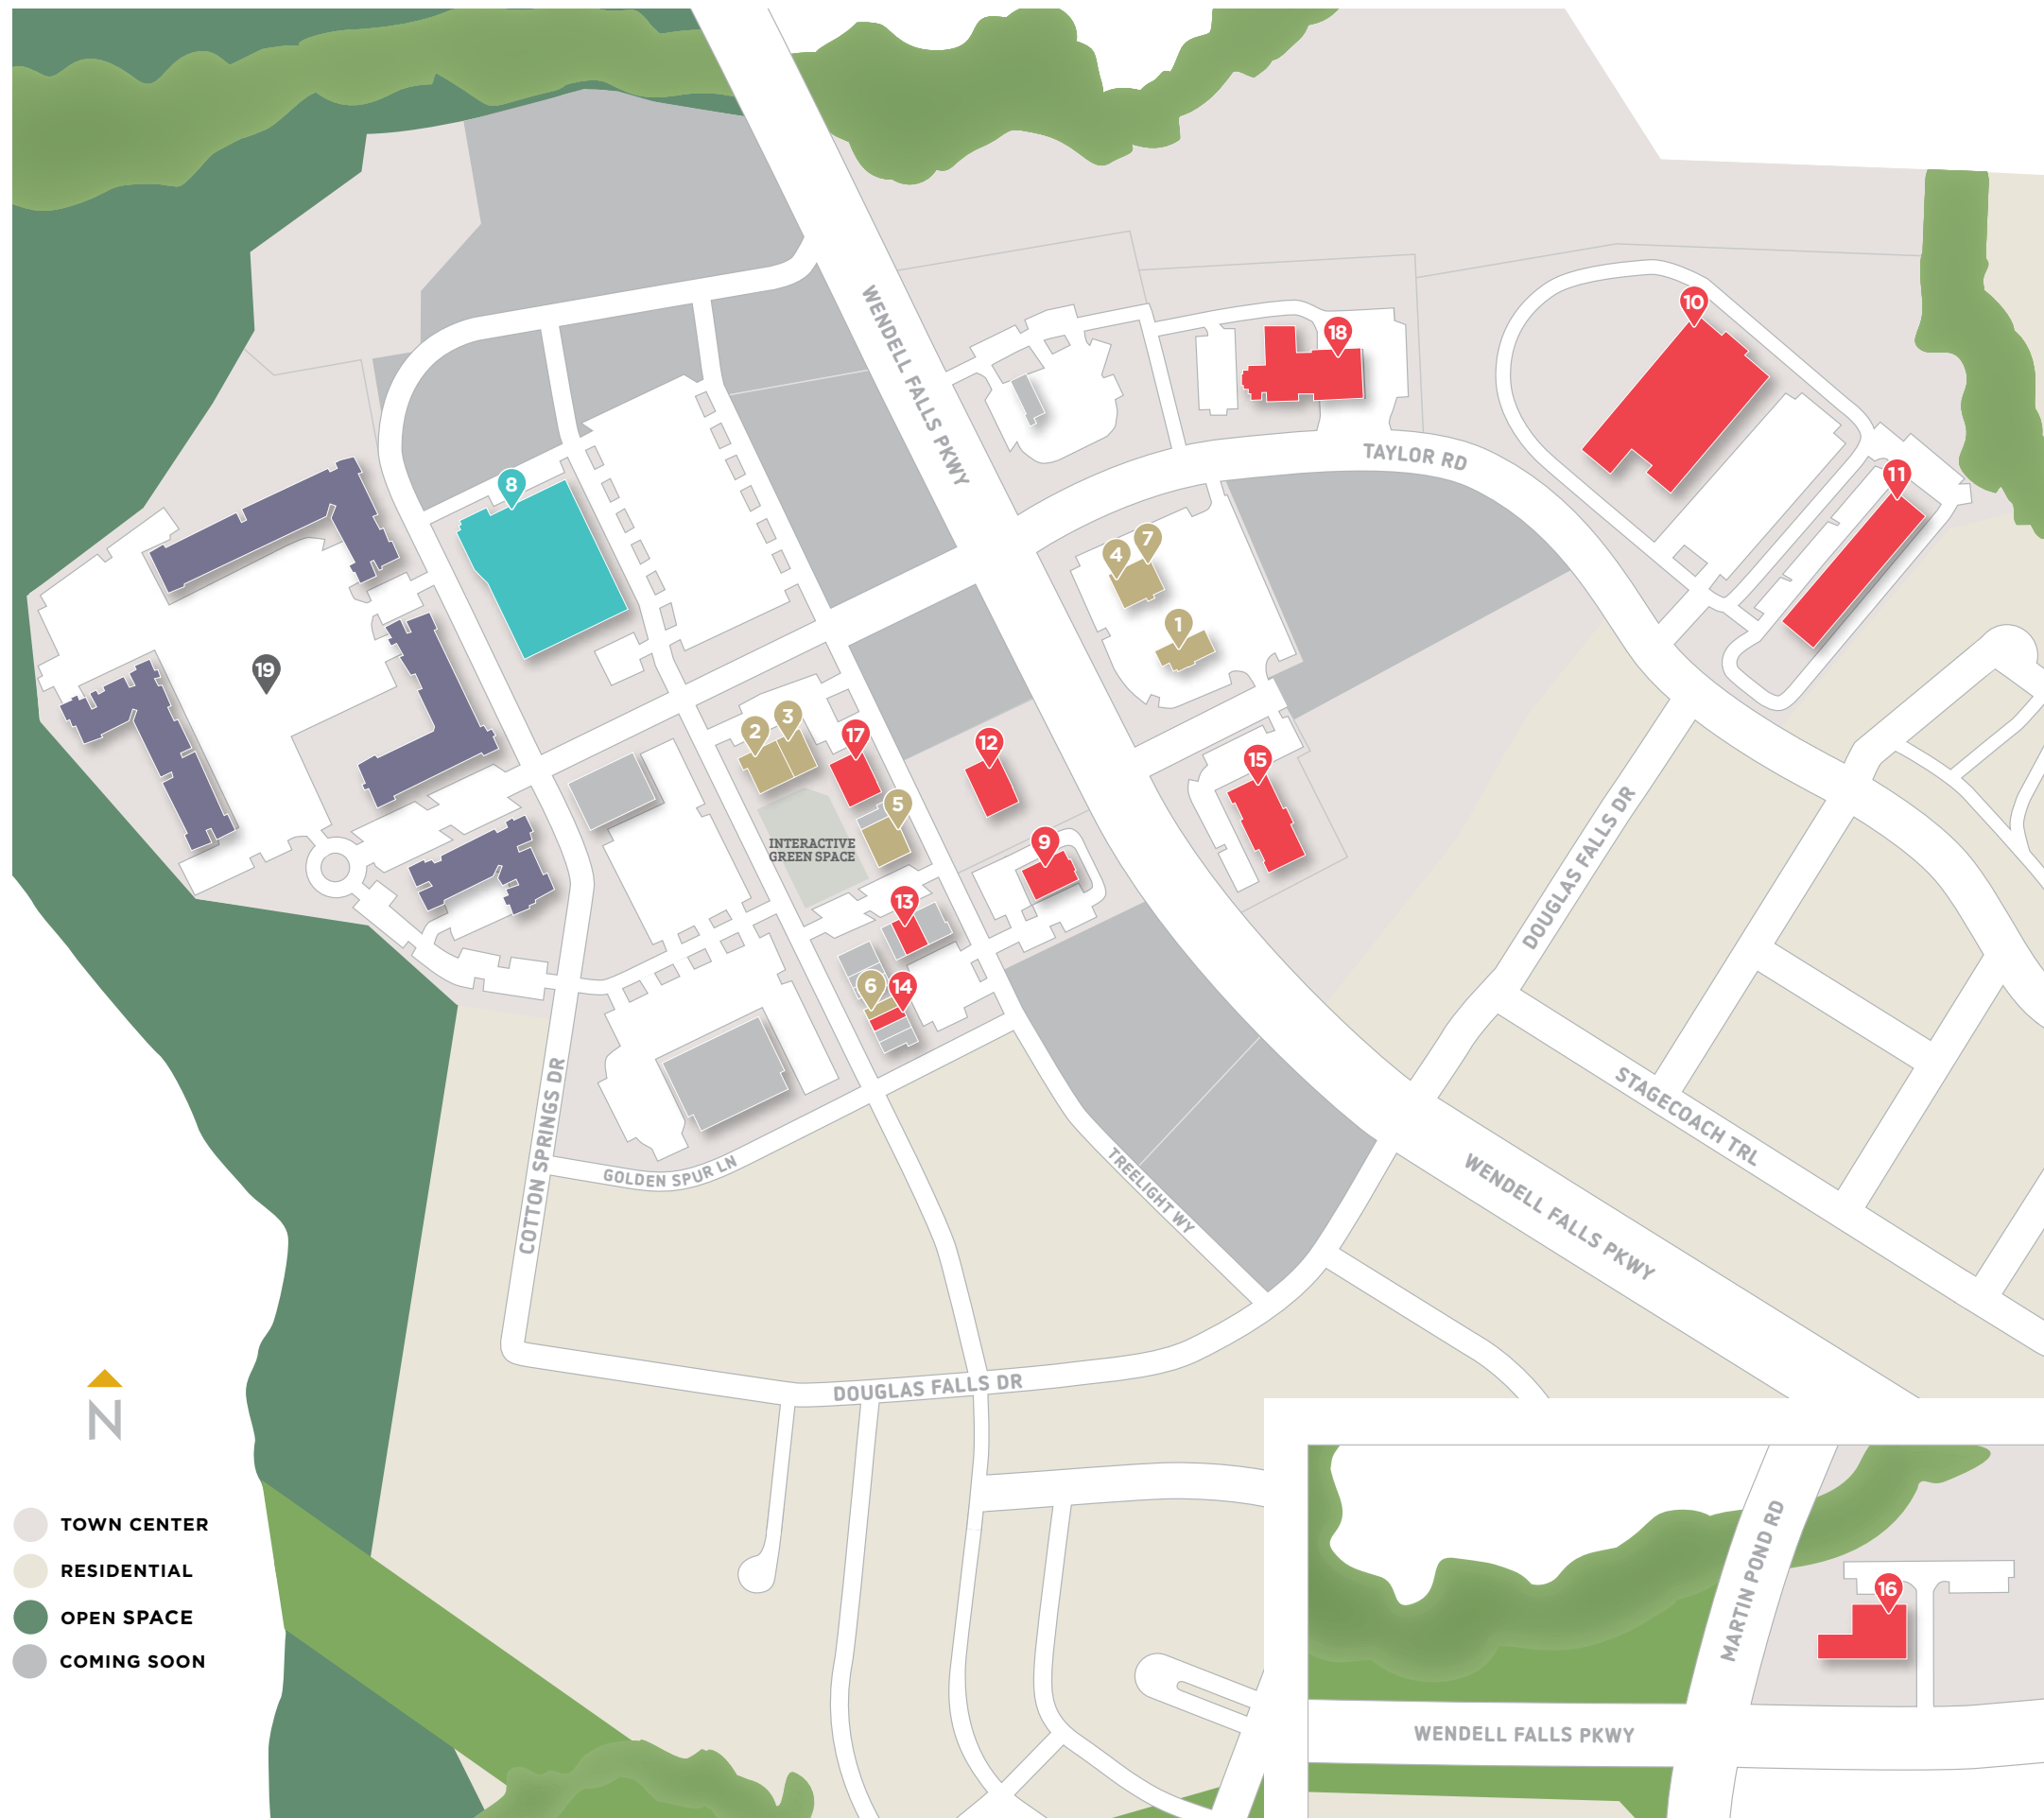 WENDELL FALLS PKWY
10
18
TAYLOR RD
11
8
7
4
1
19
3
2
17
12
15
5
INTERACTIVE
GREEN SPACE
9
DOUGLAS FALLS DR
13
6
14
COTTON SPRINGS DR
STAGECOACH TRL
GOLDEN SPUR LN
TREELIGHT WY
WENDELL FALLS PKWY
DOUGLAS FALLS DR
N
TOWN CENTER
RESIDENTIAL
OPEN SPACE
COMING SOON
MARTIN POND RD
16
WENDELL FALLS PKWY